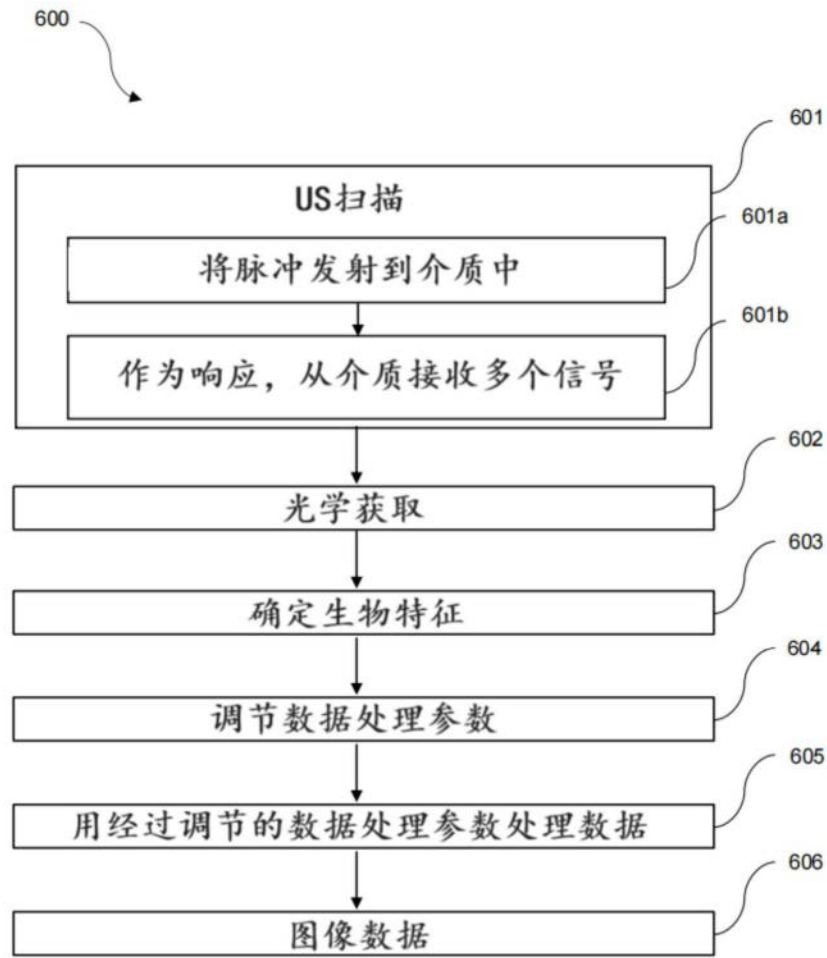 600
601
US扫描
601a
将脉冲发射到介质中
601b
作为响应，从介质接收多个信号
602
光学获取
603
确定生物特征
604
调节数据处理参数
605
用经过调节的数据处理参数处理数据
606
图像数据